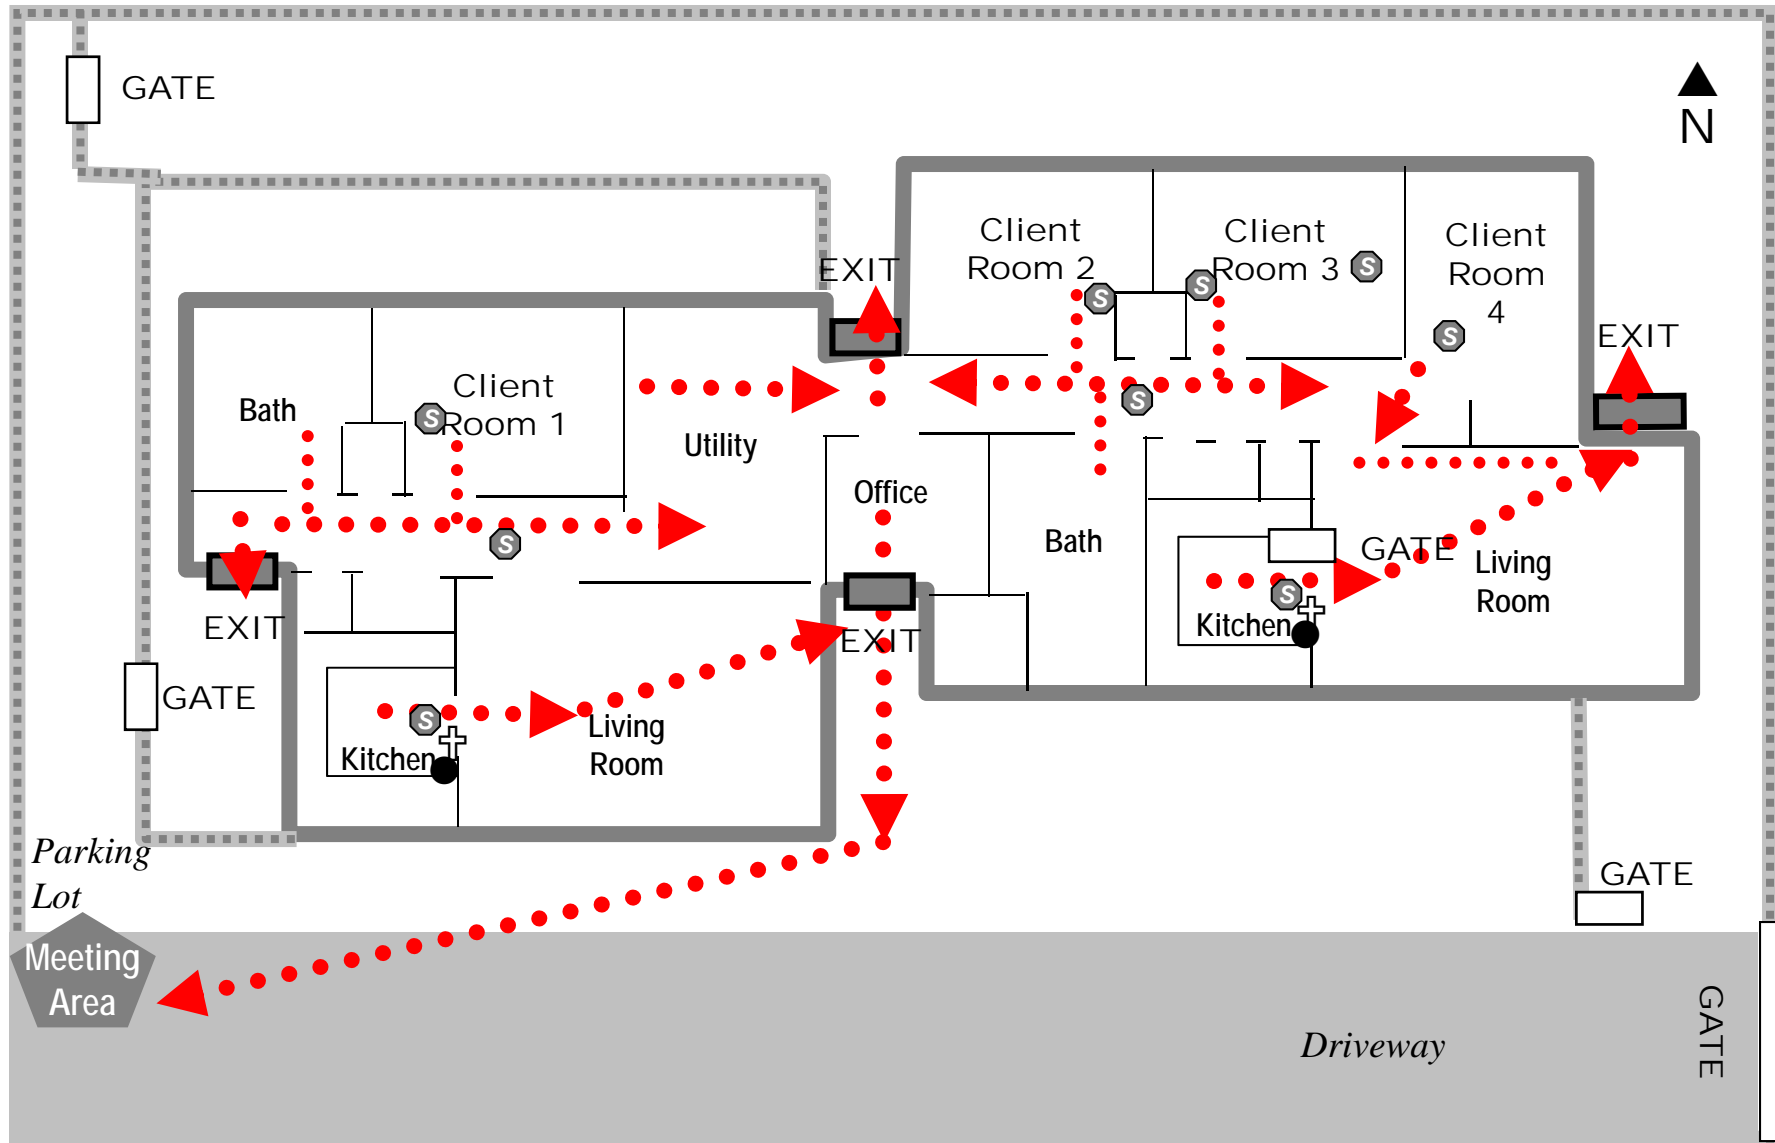 GATE
N
Client
Room 2
Client
Room 3
S
Client
Room
4
S
S
S
EXIT
EXIT
Client
Room 1
S
Bath
S
Utility
Office
S
Bath
GATE
Living
Room
S
Kitchen
EXIT
EXIT
GATE
S
Living
Room
Kitchen
Parking
Lot
GATE
Meeting
Area
GATE
Driveway